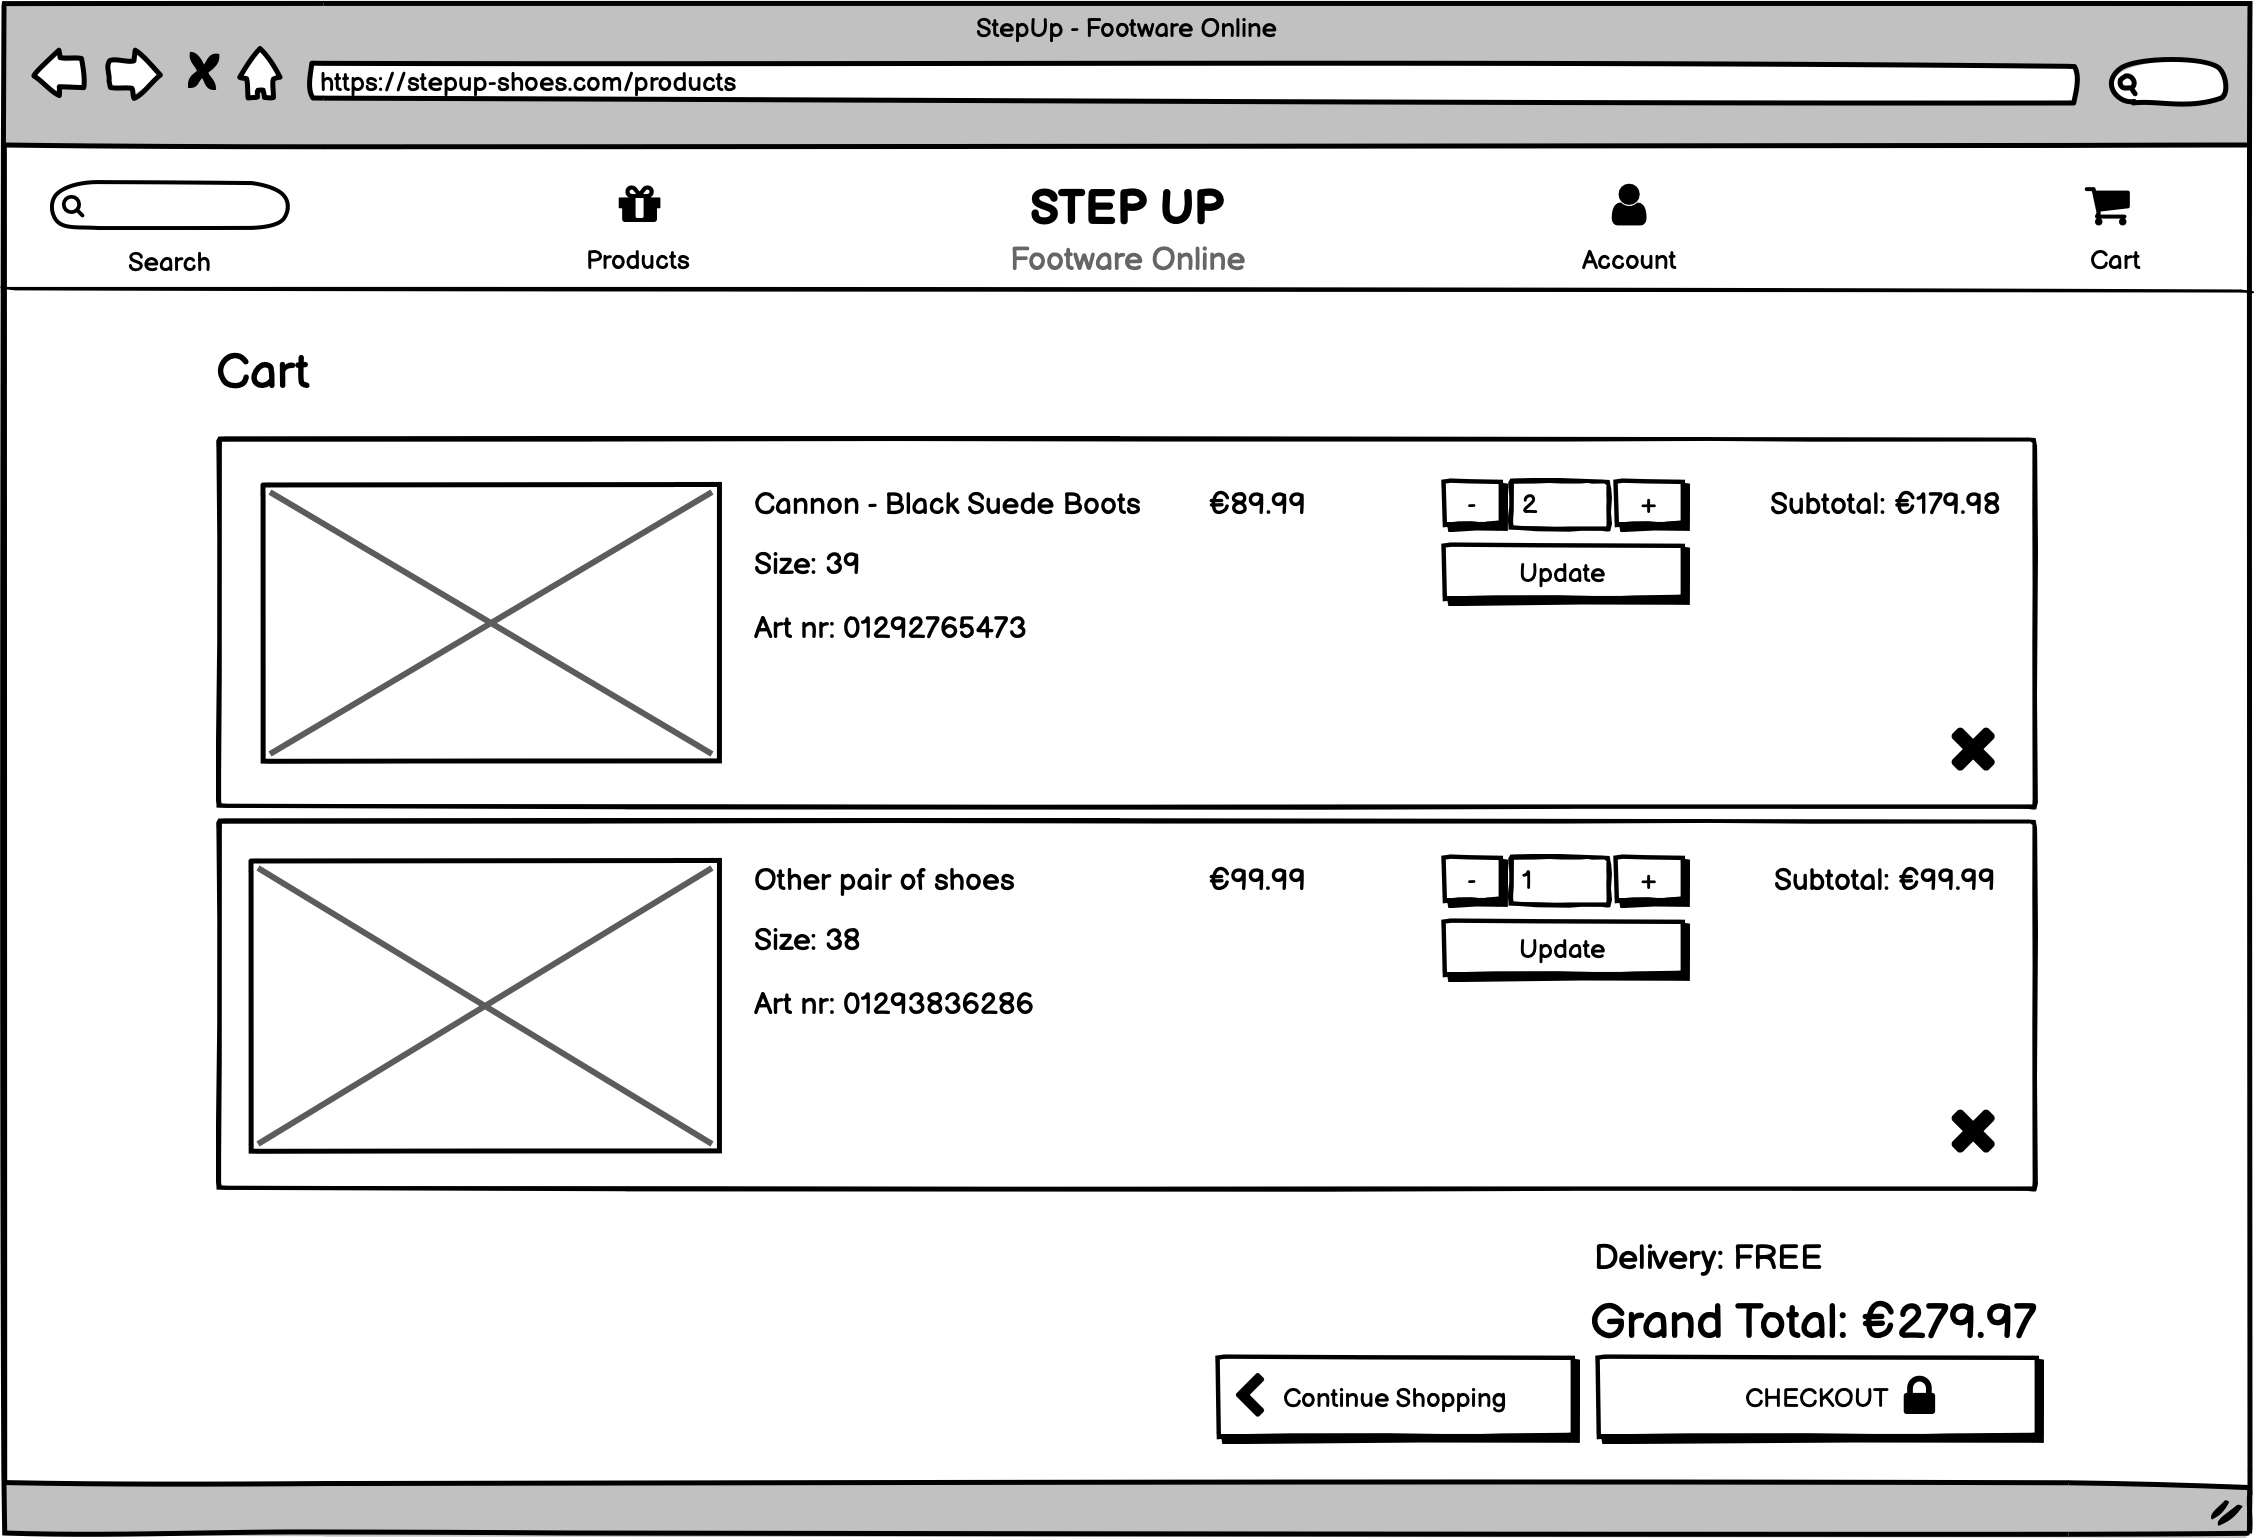 StepUp - Footware Online
https://stepup-shoes.com/products
STEP UP
Footware Online
Search
Products
Account
Cart
Cart
Cannon - Black Suede Boots €89.99 - 2 + Subtotal: €179.98
Size: 39
Update
Art nr: 01292765473
Other pair of shoes €99.99 - 1 + Subtotal: €99.99
Size: 38
Update
Art nr: 01293836286
Delivery: FREE
Grand Total: €279.97
Continue Shopping
CHECKOUT